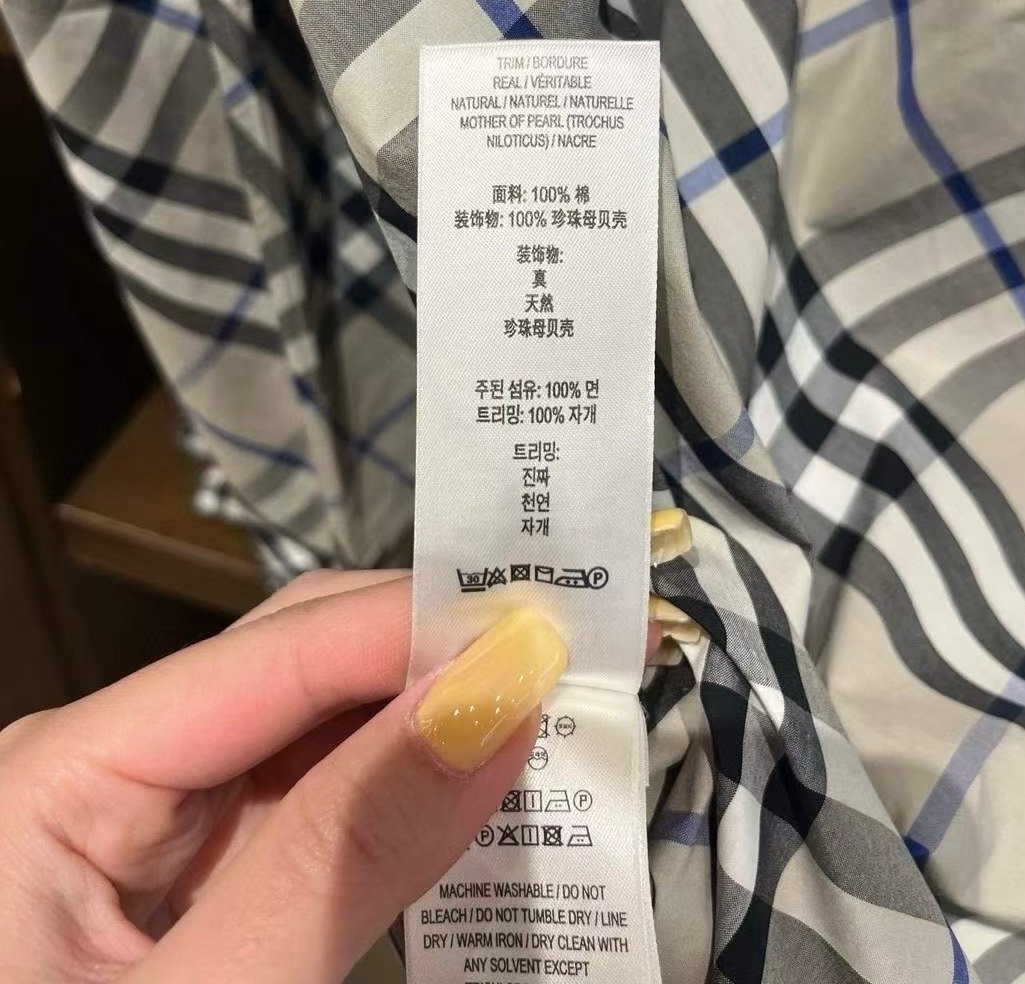 TRIM / BORDURE
REAL / VÉRITABLE
NATURAL / NATUREL / NATURELLE
MOTHER OF PEARL (TROCHUS
NILOTICUS) / NACRE
面料: 100% 棉
装饰物: 100% 珍珠母贝壳
装饰物:
真
天然
珍珠母贝壳
주된 섬유: 100% 면
트리밍: 100% 자개
트리밍:
진짜
천연
자개
30 P
P
P
MACHINE WASHABLE / DO NOT
BLEACH / DO NOT TUMBLE DRY / LINE
DRY / WARM IRON / DRY CLEAN WITH
ANY SOLVENT EXCEPT